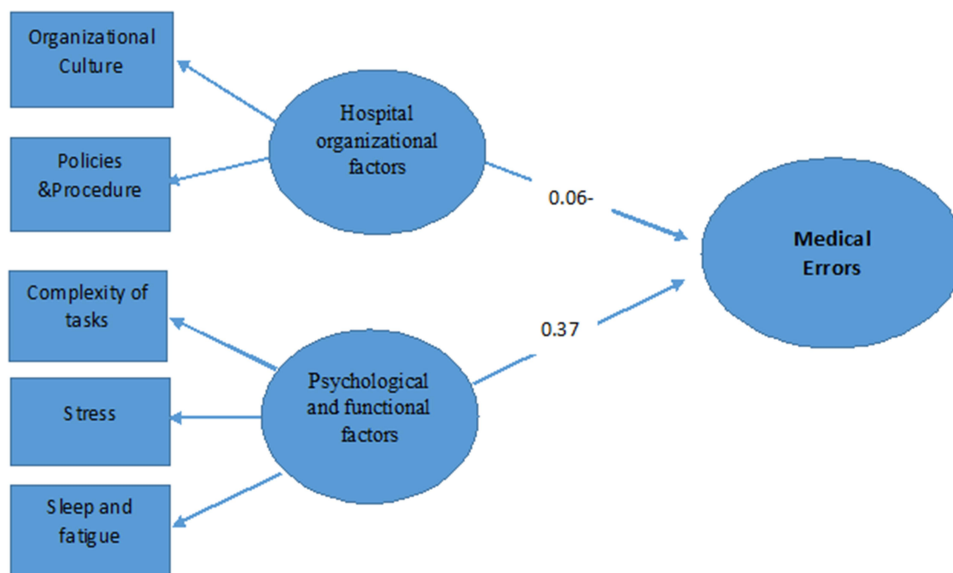 Organizational
Culture
Policies
&Procedure
Hospital
organizational
factors
0.06-
Medical
Errors
Complexity of
tasks
Stress
Sleep and
fatigue
Psychological
and functional
factors
0.37